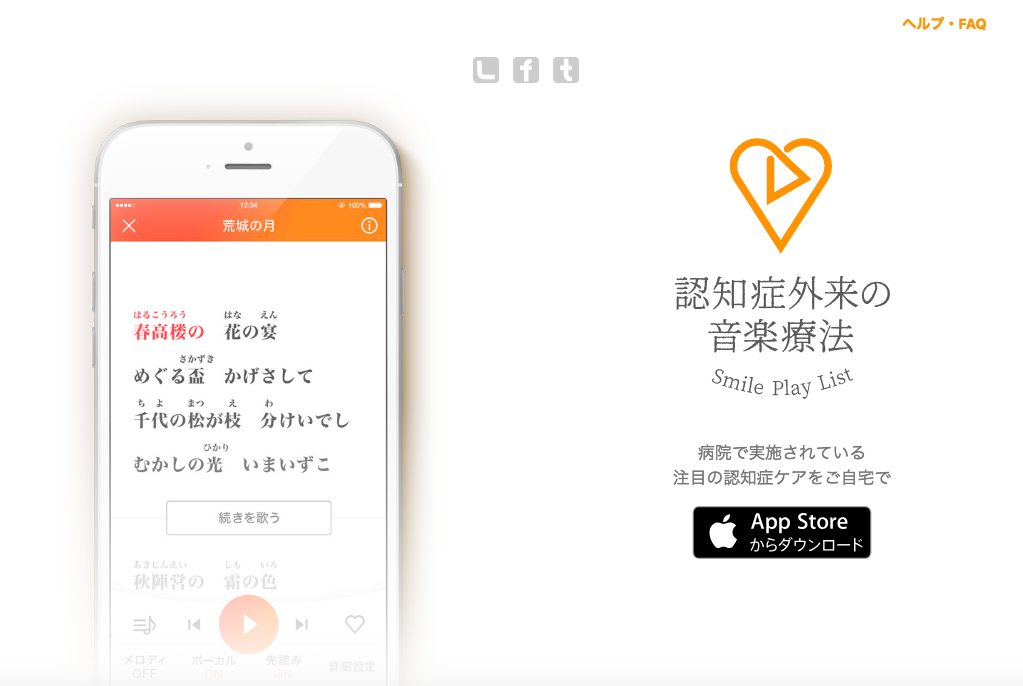 ヘルプ・FAQ
12:34
100%
荒城の月
はるこうろう はな えん
春高楼の 花の宴
さかずき
めぐる盃 かげさして
ちよ まつ え わ
千代の松が枝 分けいでし
ひかり
むかしの光 いまいずこ
続きを歌う
あきじんえい しも いろ
秋陣営の 霜の色
メロディ ボーカル 先読み 詳細設定
OFF ON ON
認知症外来の
音楽療法
Smile Play List
病院で実施されている
注目の認知症ケアをご自宅で
App Store
からダウンロード